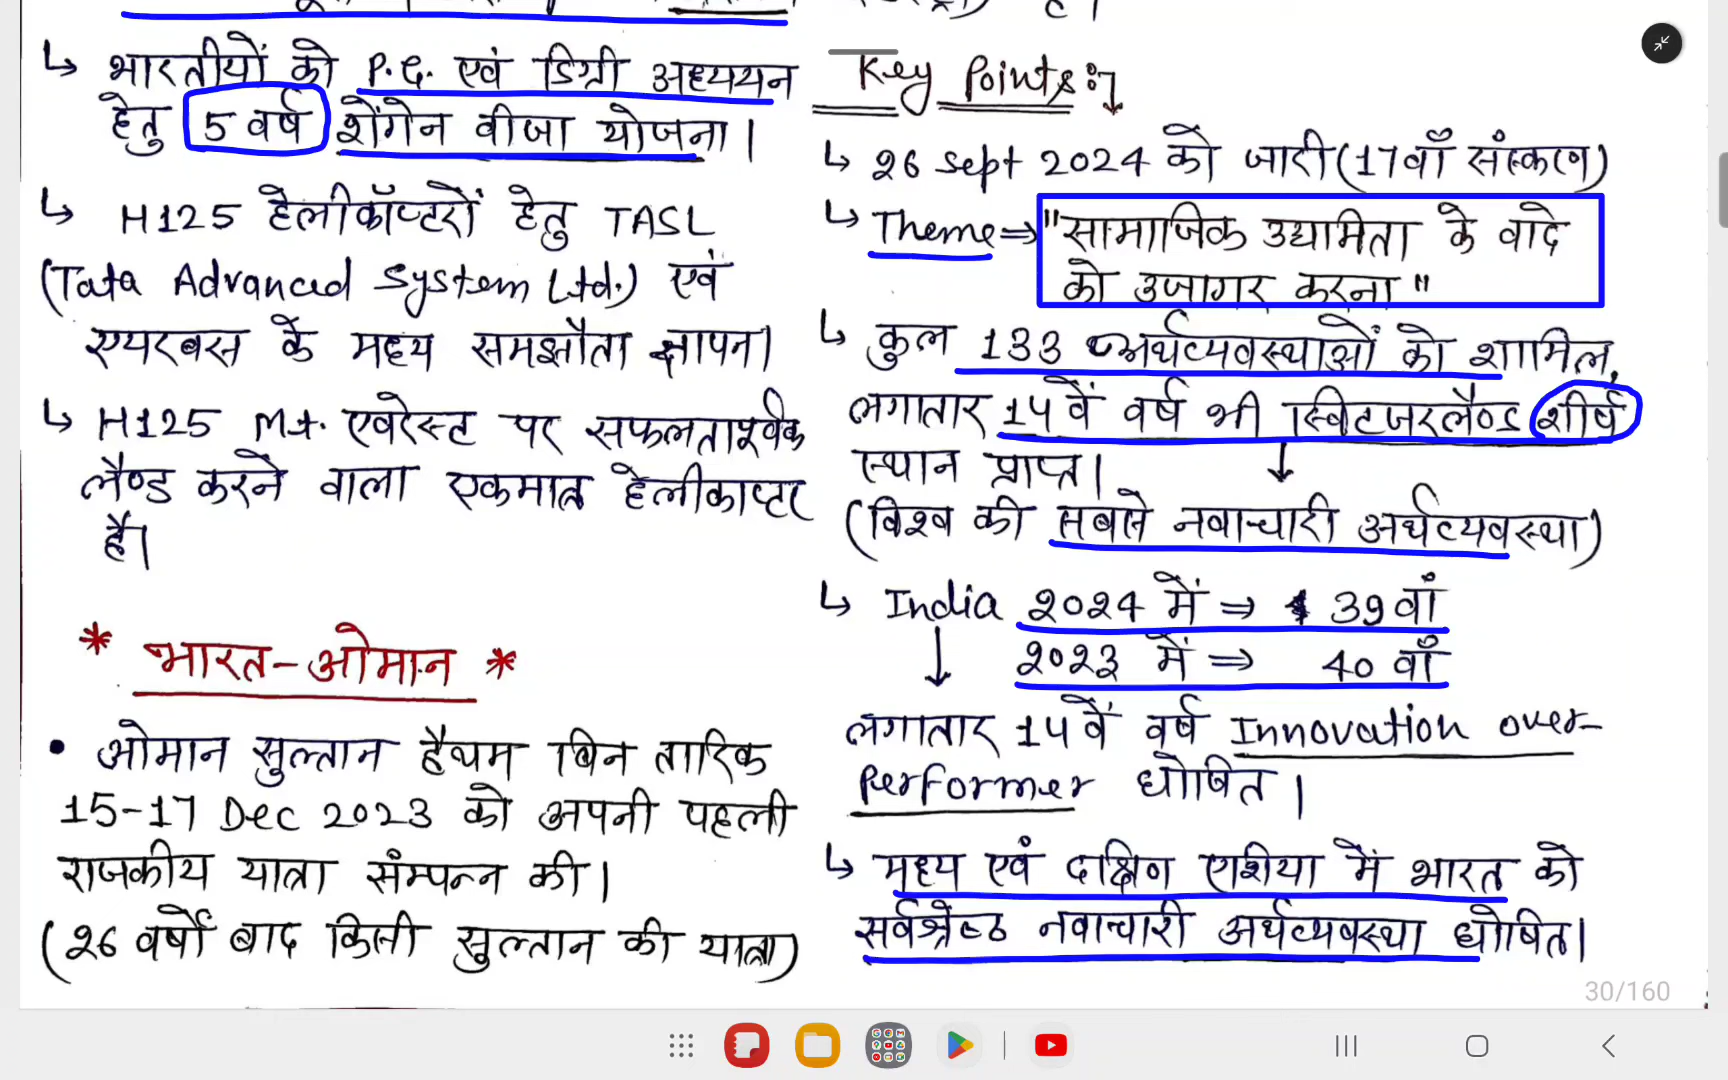 ↳ भारतीयों को P.G. एवं डिग्री अध्ययन
हेतु 5 वर्ष शेंगेन वीजा योजना।
↳ H125 हेलीकॉप्टरों हेतु TASL
(Tata Advanced System Ltd.) एवं
एयरबस के मध्य समझौता ज्ञापन।
↳ H125 Mt. एवरेस्ट पर सफलतापूर्वक
लैण्ड करने वाला एकमात्र हेलीकाप्टर
है।
* भारत-ओमान *
• ओमान सुल्तान हैथम बिन तारिक
15-17 Dec 2023 को अपनी पहली
राजकीय यात्रा संम्पन्न की।
(26 वर्षों बाद किसी सुल्तान की यात्रा)
Key Points:
↳ 26 Sept 2024 को जारी (17वाँ संस्करण)
↳ Theme ⇒ "सामाजिक उद्यमिता के वादे
को उजागर करना"
↳ कुल 133 अर्थव्यवस्थाओं को शामिल,
लगातार 14वें वर्ष भी स्विटजरलैण्ड शीर्ष
स्थान प्राप्त।
(विश्व की सबसे नवाचारी अर्थव्यवस्था)
↳ India 2024 में ⇒ 39वां
2023 में ⇒ 40वाँ
लगातार 14वें वर्ष Innovation over-
Performer घोषित।
↳ मध्य एवं दक्षिण एशिया में भारत को
सर्वश्रेष्ठ नवाचारी अर्थव्यवस्था घोषित।
30/160